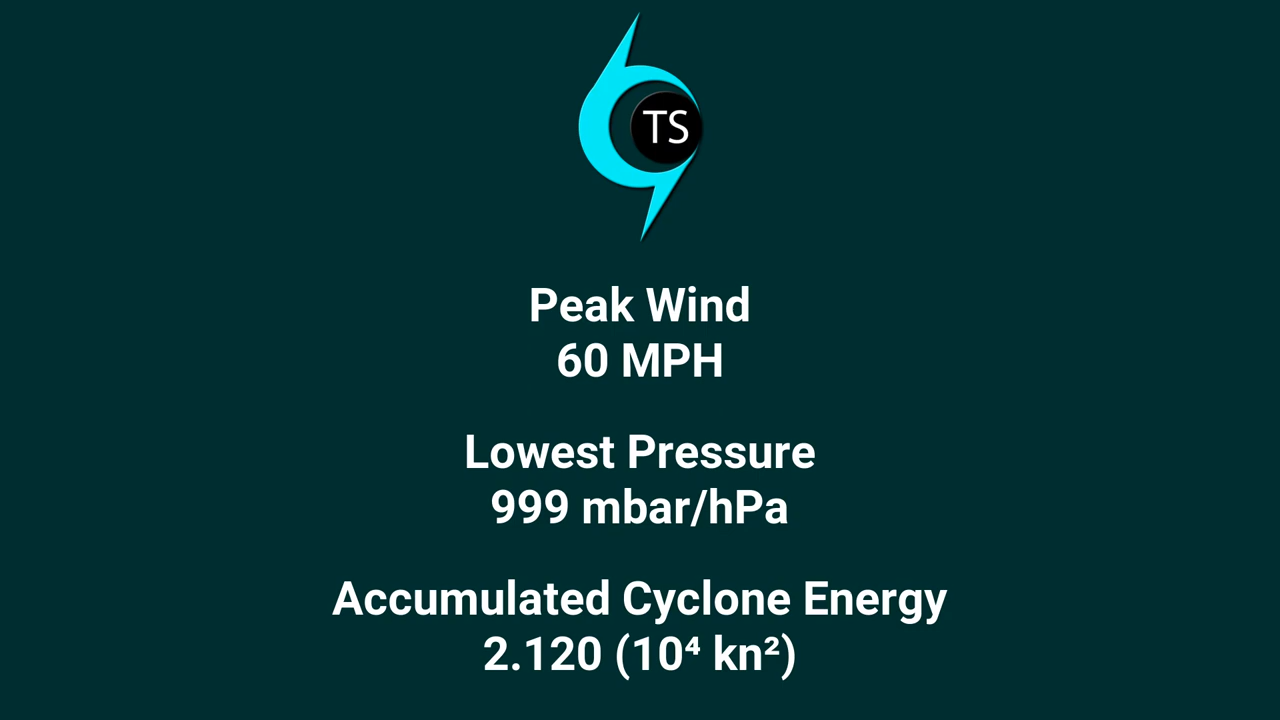 TS
Peak Wind
60 MPH
Lowest Pressure
999 mbar/hPa
Accumulated Cyclone Energy
2.120 (10⁴ kn²)